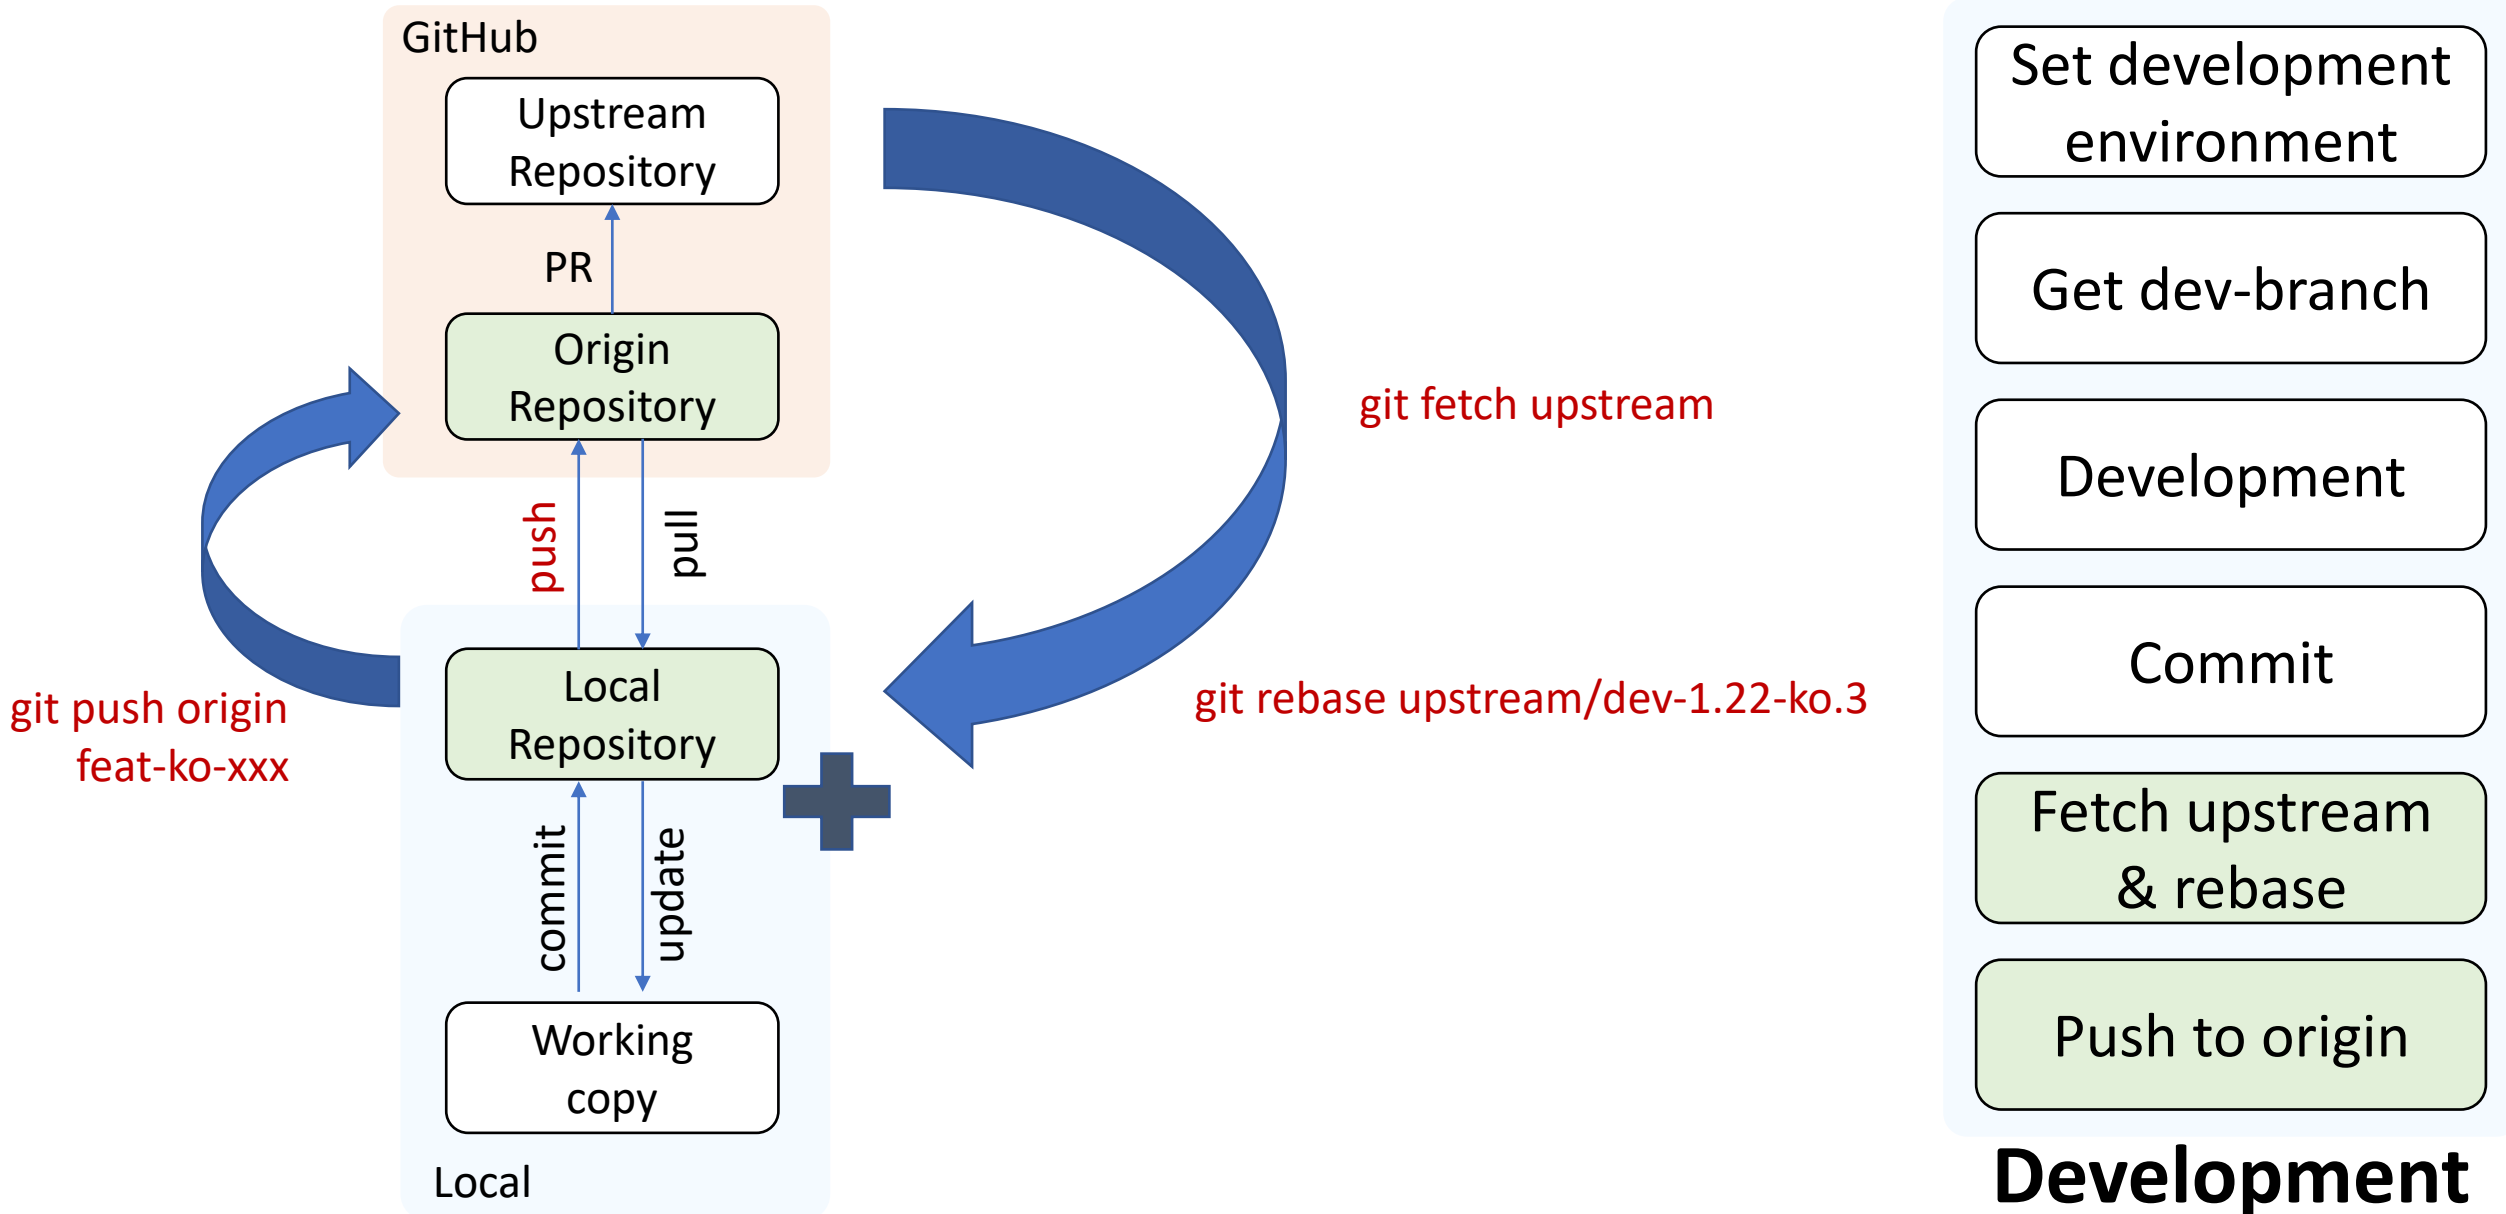 GitHub
Upstream
Repository
PR
Origin
Repository
push
pull
Local
Repository
commit
update
Working
copy
Local
git push origin
feat-ko-xxx
git fetch upstream
git rebase upstream/dev-1.22-ko.3
Set development
environment
Get dev-branch
Development
Commit
Fetch upstream
& rebase
Push to origin
Development